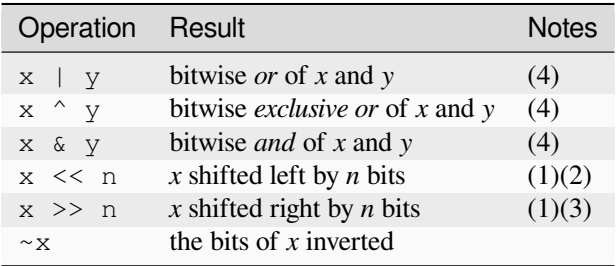 Operation Result Notes
x | y bitwise or of x and y (4)
x ^ y bitwise exclusive or of x and y (4)
x & y bitwise and of x and y (4)
x << n x shifted left by n bits (1)(2)
x >> n x shifted right by n bits (1)(3)
~x the bits of x inverted